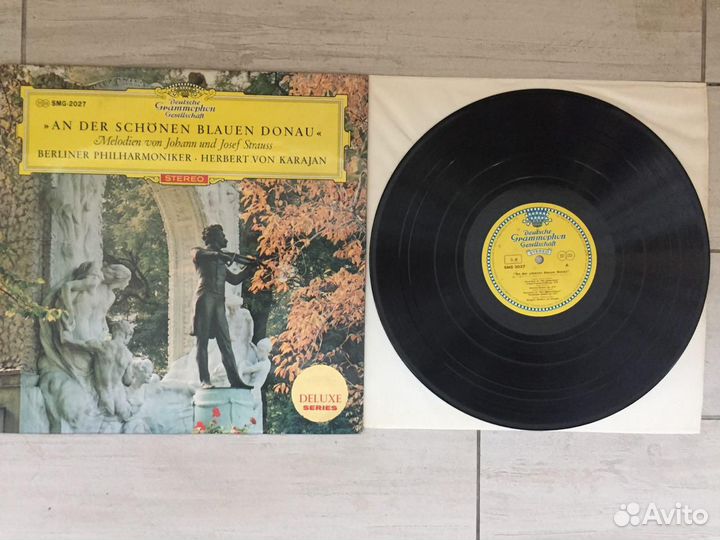 SMG-2027
Deutsche
Grammophon
Gesellschaft
»AN DER SCHÖNEN BLAUEN DONAU«
Melodien von Johann und Josef Strauss
BERLINER PHILHARMONIKER · HERBERT VON KARAJAN
STEREO
DELUXE
SERIES
Deutsche
Grammophon
Gesellschaft
STEREO
SMG 2027
A
Avito